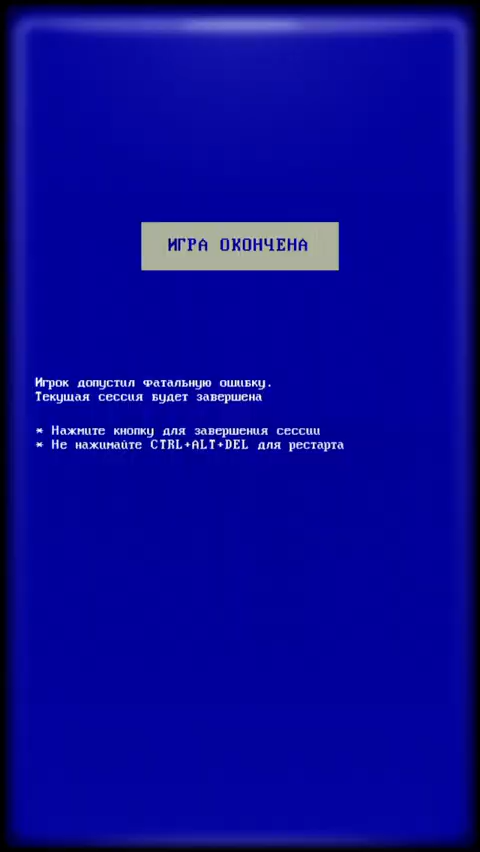 ИГРА ОКОНЧЕНА
Игрок допустил фатальную ошибку.
Текущая сессия будет завершена
* Нажмите кнопку для завершения сессии
* Не нажимайте CTRL+ALT+DEL для рестарта